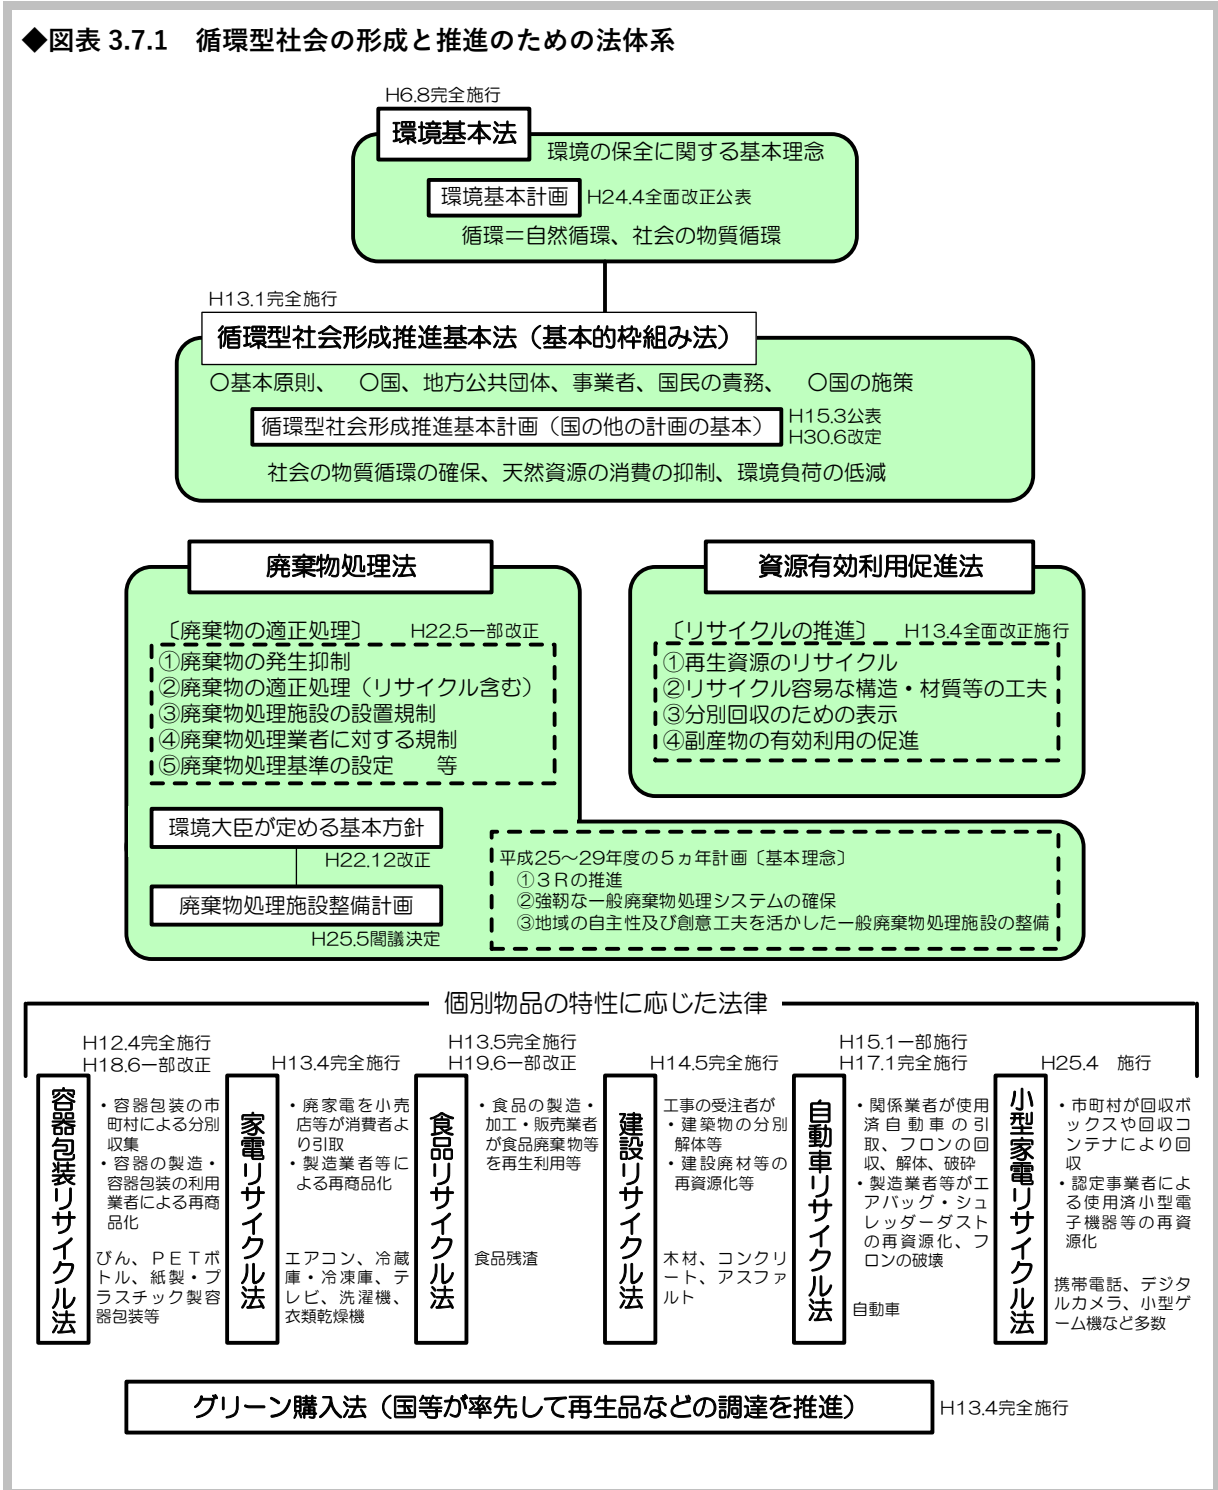 ◆図表 3.7.1　循環型社会の形成と推進のための法体系
H6.8完全施行
環境基本法
環境の保全に関する基本理念
環境基本計画
H24.4全面改正公表
循環＝自然循環、社会の物質循環
H13.1完全施行
循環型社会形成推進基本法（基本的枠組み法）
〇基本原則、　〇国、地方公共団体、事業者、国民の責務、　〇国の施策
循環型社会形成推進基本計画（国の他の計画の基本）
H15.3公表
H30.6改定
社会の物質循環の確保、天然資源の消費の抑制、環境負荷の低減
廃棄物処理法
〔廃棄物の適正処理〕　H22.5一部改正
①廃棄物の発生抑制
②廃棄物の適正処理（リサイクル含む）
③廃棄物処理施設の設置規制
④廃棄物処理業者に対する規制
⑤廃棄物処理基準の設定　等
環境大臣が定める基本方針
H22.12改正
廃棄物処理施設整備計画
H25.5閣議決定
資源有効利用促進法
〔リサイクルの推進〕　H13.4全面改正施行
①再生資源のリサイクル
②リサイクル容易な構造・材質等の工夫
③分別回収のための表示
④副産物の有効利用の促進
平成25～29年度の5ヵ年計画〔基本理念〕
①3Rの推進
②強靭な一般廃棄物処理システムの確保
③地域の自主性及び創意工夫を活かした一般廃棄物処理施設の整備
個別物品の特性に応じた法律
H12.4完全施行
H18.6一部改正
容器包装リサイクル法
・容器包装の市
町村による分別
収集
・容器の製造・
容器包装の利用
業者による再商
品化
びん、PETボ
トル、紙製・プ
ラスチック製容
器包装等
H13.4完全施行
家電リサイクル法
・廃家電を小売
店等が消費者よ
り引取
・製造業者等に
よる再商品化
エアコン、冷蔵
庫・冷凍庫、テ
レビ、洗濯機、
衣類乾燥機
H13.5完全施行
H19.6一部改正
食品リサイクル法
・食品の製造・
加工・販売業者
が食品廃棄物等
を再生利用等
食品残渣
H14.5完全施行
建設リサイクル法
工事の受注者が
・建築物の分別
解体等
・建設廃材等の
再資源化等
木材、コンクリ
ート、アスファ
ルト
H15.1一部施行
H17.1完全施行
自動車リサイクル法
・関係業者が使用
済自動車の引
取、フロンの回
収、解体、破砕
・製造業者等がエ
アバッグ・シュ
レッダーダスト
の再資源化、フ
ロンの破壊
自動車
H25.4　施行
小型家電リサイクル法
・市町村が回収ボ
ックスや回収コ
ンテナにより回
収
・認定事業者によ
る使用済小型電
子機器等の再資
源化
携帯電話、デジタ
ルカメラ、小型ゲ
ーム機など多数
グリーン購入法（国等が率先して再生品などの調達を推進）
H13.4完全施行